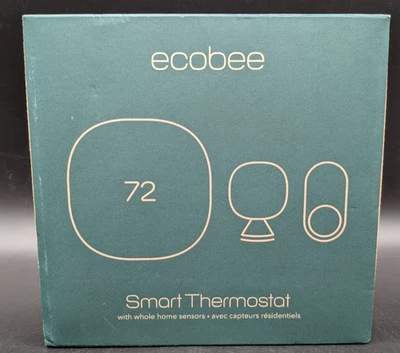 ecobee
72
Smart Thermostat
with whole home sensors • avec capteurs résidentiels